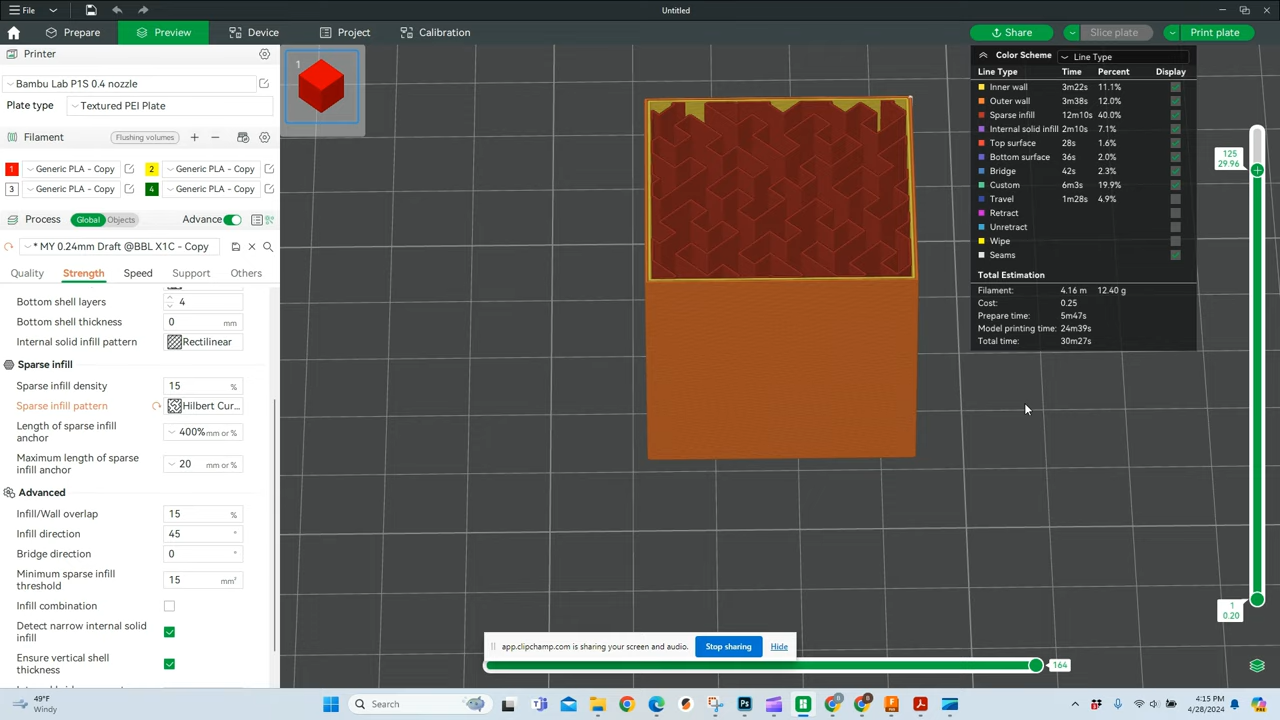 File
Untitled
Prepare
Preview
Device
Project
Calibration
Share
Slice plate
Print plate
Printer
Bambu Lab P1S 0.4 nozzle
Plate type
Textured PEI Plate
Filament
Flushing volumes
1 Generic PLA - Copy
2 Generic PLA - Copy
3 Generic PLA - Copy
4 Generic PLA - Copy
Process
Global
Objects
Advance
* MY 0.24mm Draft @BBL X1C - Copy
Quality
Strength
Speed
Support
Others
Bottom shell layers 4
Bottom shell thickness 0 mm
Internal solid infill pattern Rectilinear
Sparse infill
Sparse infill density 15 %
Sparse infill pattern Hilbert Cur...
Length of sparse infill
anchor
400% mm or %
Maximum length of sparse
infill anchor
20 mm or %
Advanced
Infill/Wall overlap 15 %
Infill direction 45 °
Bridge direction 0 °
Minimum sparse infill
threshold
15 mm²
Infill combination
Detect narrow internal solid
infill
Ensure vertical shell
thickness
1
Color Scheme
Line Type
Line Type Time Percent Display
Inner wall 3m22s 11.1%
Outer wall 3m38s 12.0%
Sparse infill 12m10s 40.0%
Internal solid infill 2m10s 7.1%
Top surface 28s 1.6%
Bottom surface 36s 2.0%
Bridge 42s 2.3%
Custom 6m3s 19.9%
Travel 1m28s 4.9%
Retract
Unretract
Wipe
Seams
Total Estimation
Filament: 4.16 m 12.40 g
Cost: 0.25
Prepare time: 5m47s
Model printing time: 24m39s
Total time: 30m27s
125
29.96
1
0.20
app.clipchamp.com is sharing your screen and audio.
Stop sharing
Hide
164
49°F
Windy
Search
4:15 PM
4/28/2024